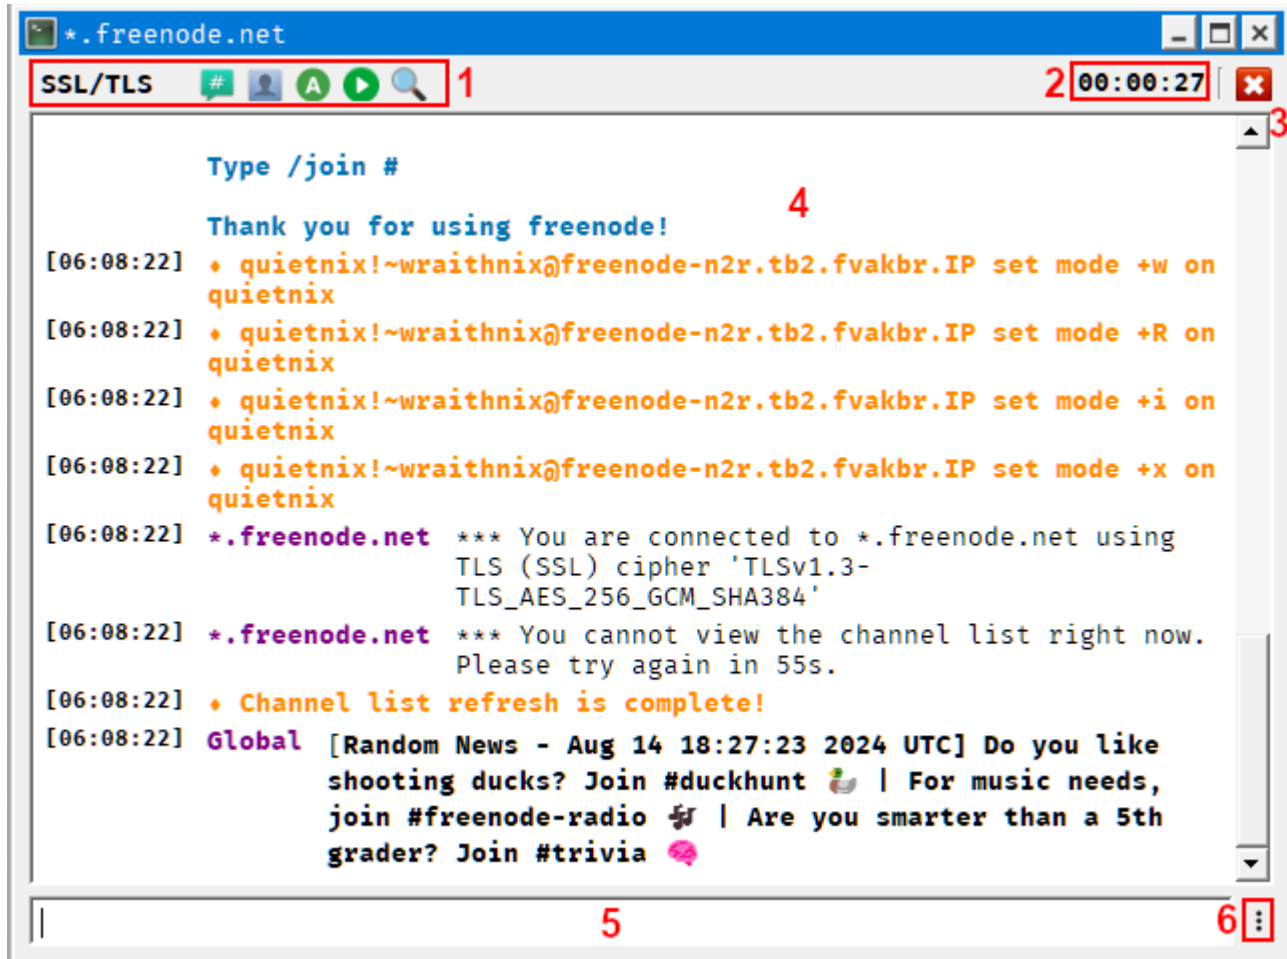 *.freenode.net
SSL/TLS # A 1 2 00:00:27
3
Type /join #
4
Thank you for using freenode!
[06:08:22] ♦ quietnix!~wraithnix@freenode-n2r.tb2.fvakbr.IP set mode +w on
quietnix
[06:08:22] ♦ quietnix!~wraithnix@freenode-n2r.tb2.fvakbr.IP set mode +R on
quietnix
[06:08:22] ♦ quietnix!~wraithnix@freenode-n2r.tb2.fvakbr.IP set mode +i on
quietnix
[06:08:22] ♦ quietnix!~wraithnix@freenode-n2r.tb2.fvakbr.IP set mode +x on
quietnix
[06:08:22] *.freenode.net *** You are connected to *.freenode.net using
TLS (SSL) cipher 'TLSv1.3-
TLS_AES_256_GCM_SHA384'
[06:08:22] *.freenode.net *** You cannot view the channel list right now.
Please try again in 55s.
[06:08:22] ♦ Channel list refresh is complete!
[06:08:22] Global [Random News - Aug 14 18:27:23 2024 UTC] Do you like
shooting ducks? Join #duckhunt 🦆 | For music needs,
join #freenode-radio 🎶 | Are you smarter than a 5th
grader? Join #trivia 🧠
5 6